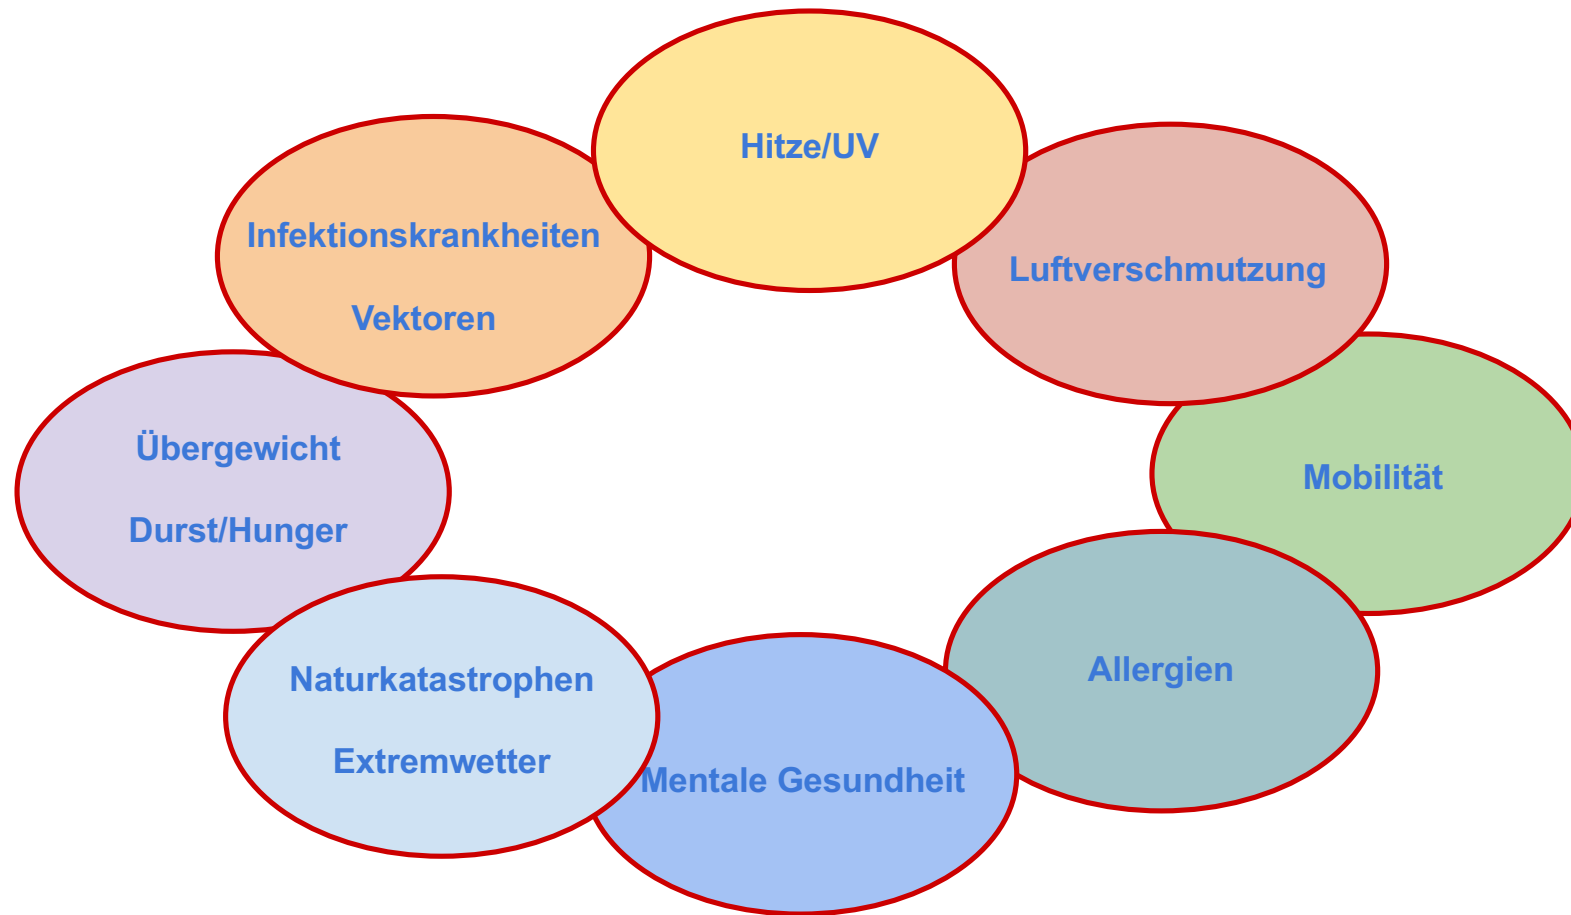 Hitze/UV
Infektionskrankheiten
Vektoren
Luftverschmutzung
Übergewicht
Durst/Hunger
Mobilität
Naturkatastrophen
Extremwetter
Allergien
Mentale Gesundheit